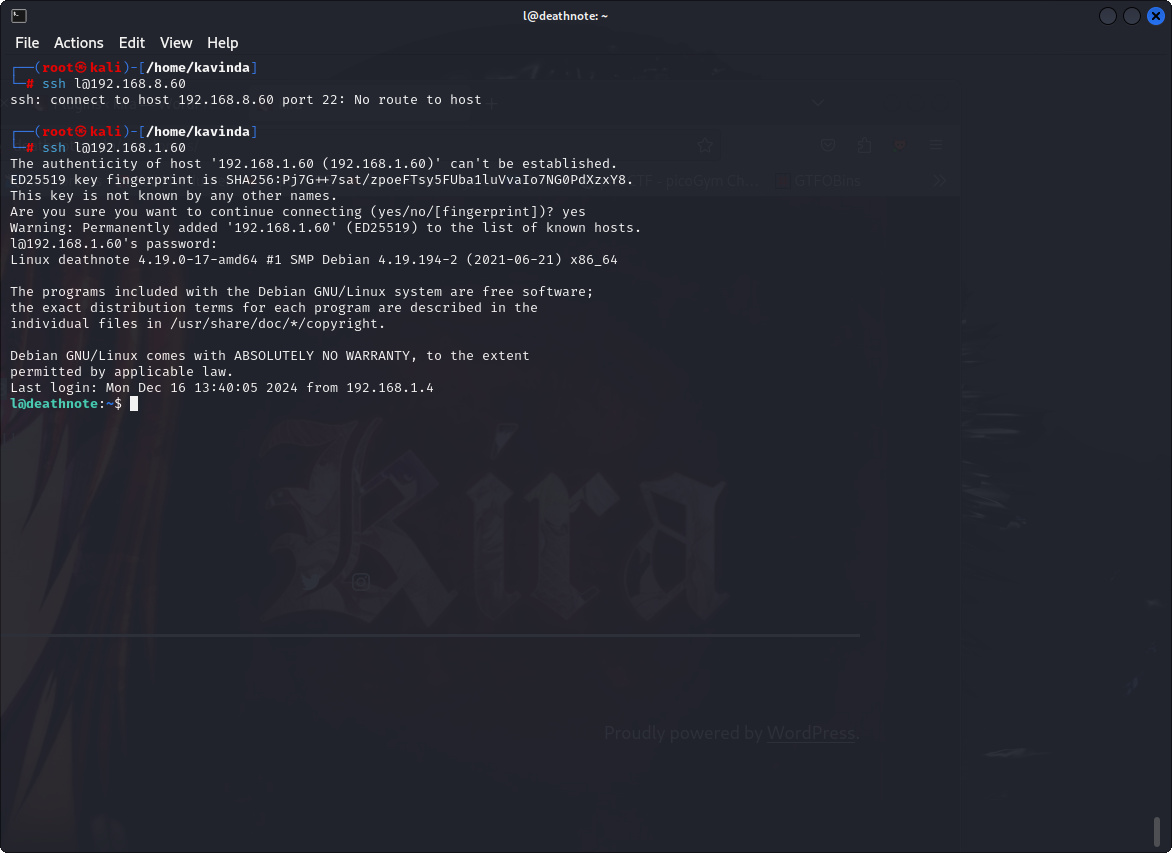 l@deathnote: ~
File Actions Edit View Help
┌──(root㉿kali)-[/home/kavinda]
└─# ssh l@192.168.8.60
ssh: connect to host 192.168.8.60 port 22: No route to host
┌──(root㉿kali)-[/home/kavinda]
└─# ssh l@192.168.1.60
The authenticity of host '192.168.1.60 (192.168.1.60)' can't be established.
ED25519 key fingerprint is SHA256:Pj7G++7sat/zpoeFTsy5FUba1luVvaIo7NG0PdXzxY8.
This key is not known by any other names.
Are you sure you want to continue connecting (yes/no/[fingerprint])? yes
Warning: Permanently added '192.168.1.60' (ED25519) to the list of known hosts.
l@192.168.1.60's password:
Linux deathnote 4.19.0-17-amd64 #1 SMP Debian 4.19.194-2 (2021-06-21) x86_64
The programs included with the Debian GNU/Linux system are free software;
the exact distribution terms for each program are described in the
individual files in /usr/share/doc/*/copyright.
Debian GNU/Linux comes with ABSOLUTELY NO WARRANTY, to the extent
permitted by applicable law.
Last login: Mon Dec 16 13:40:05 2024 from 192.168.1.4
l@deathnote:~$
CTF - picoGym Ch...
GTFOBins
Kira
Proudly powered by WordPress.